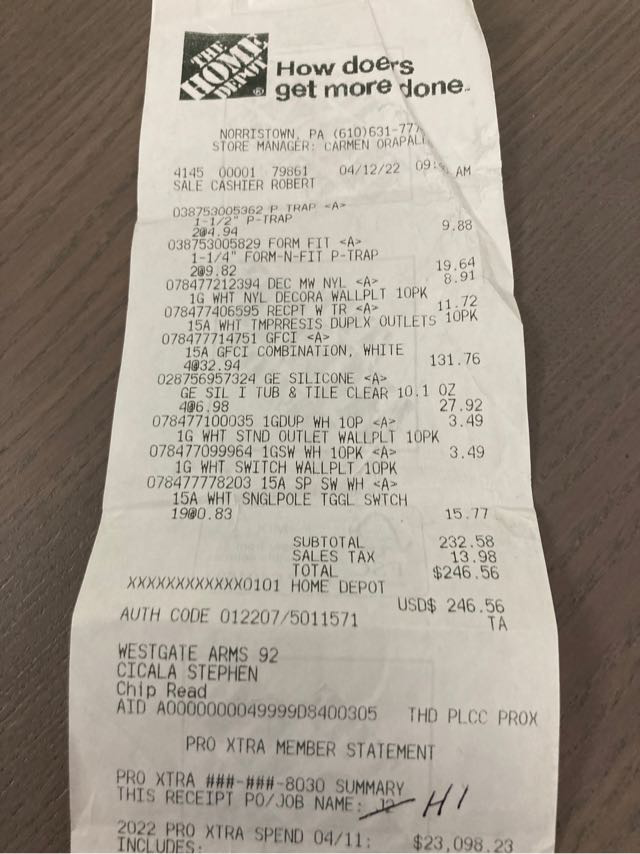 THE HOME DEPOT
How doers
get more done.
NORRISTOWN, PA (610)631-777
STORE MANAGER: CARMEN ORAPALL
4145 00001 79861 04/12/22 09: AM
SALE CASHIER ROBERT
038753005362 P TRAP <A>
1-1/2" P-TRAP
2@4.94 9.88
038753005829 FORM FIT <A>
1-1/4" FORM-N-FIT P-TRAP
2@9.82 19.64
078477212394 DEC MW NYL <A> 8.91
1G WHT NYL DECORA WALLPLT 10PK
078477406595 RECPT W TR <A> 11.72
15A WHT TMPRRESIS DUPLX OUTLETS 10PK
078477714751 GFCI <A>
15A GFCI COMBINATION, WHITE
4@32.94 131.76
028756957324 GE SILICONE <A>
GE SIL I TUB & TILE CLEAR 10.1 OZ
4@6.98 27.92
078477100035 1GDUP WH 10P <A> 3.49
1G WHT STND OUTLET WALLPLT 10PK
078477099964 1GSW WH 10PK <A> 3.49
1G WHT SWITCH WALLPLT 10PK
078477778203 15A SP SW WH <A>
15A WHT SNGLPOLE TGGL SWTCH
19@0.83 15.77
SUBTOTAL 232.58
SALES TAX 13.98
TOTAL $246.56
XXXXXXXXXXXX0101 HOME DEPOT
USD$ 246.56
AUTH CODE 012207/5011571 TA
WESTGATE ARMS 92
CICALA STEPHEN
Chip Read
AID A0000000049999D8400305 THD PLCC PROX
PRO XTRA MEMBER STATEMENT
PRO XTRA ###-###-8030 SUMMARY
THIS RECEIPT PO/JOB NAME: H1
2022 PRO XTRA SPEND 04/11: $23,098.23
INCLUDES: